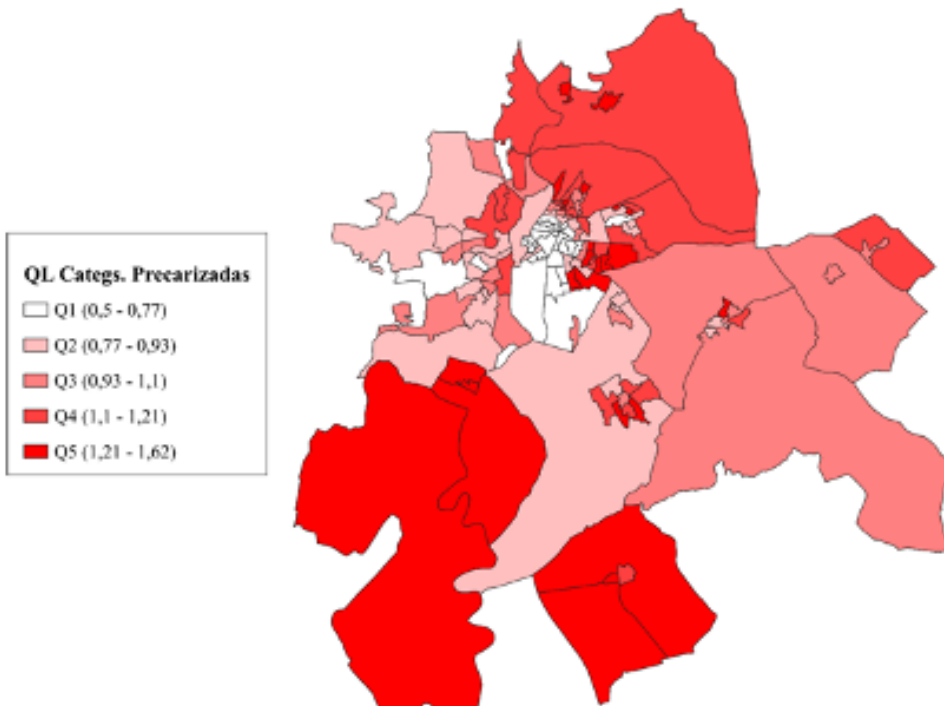 QL Categs. Precarizadas
Q1 (0,5 - 0,77)
Q2 (0,77 - 0,93)
Q3 (0,93 - 1,1)
Q4 (1,1 - 1,21)
Q5 (1,21 - 1,62)